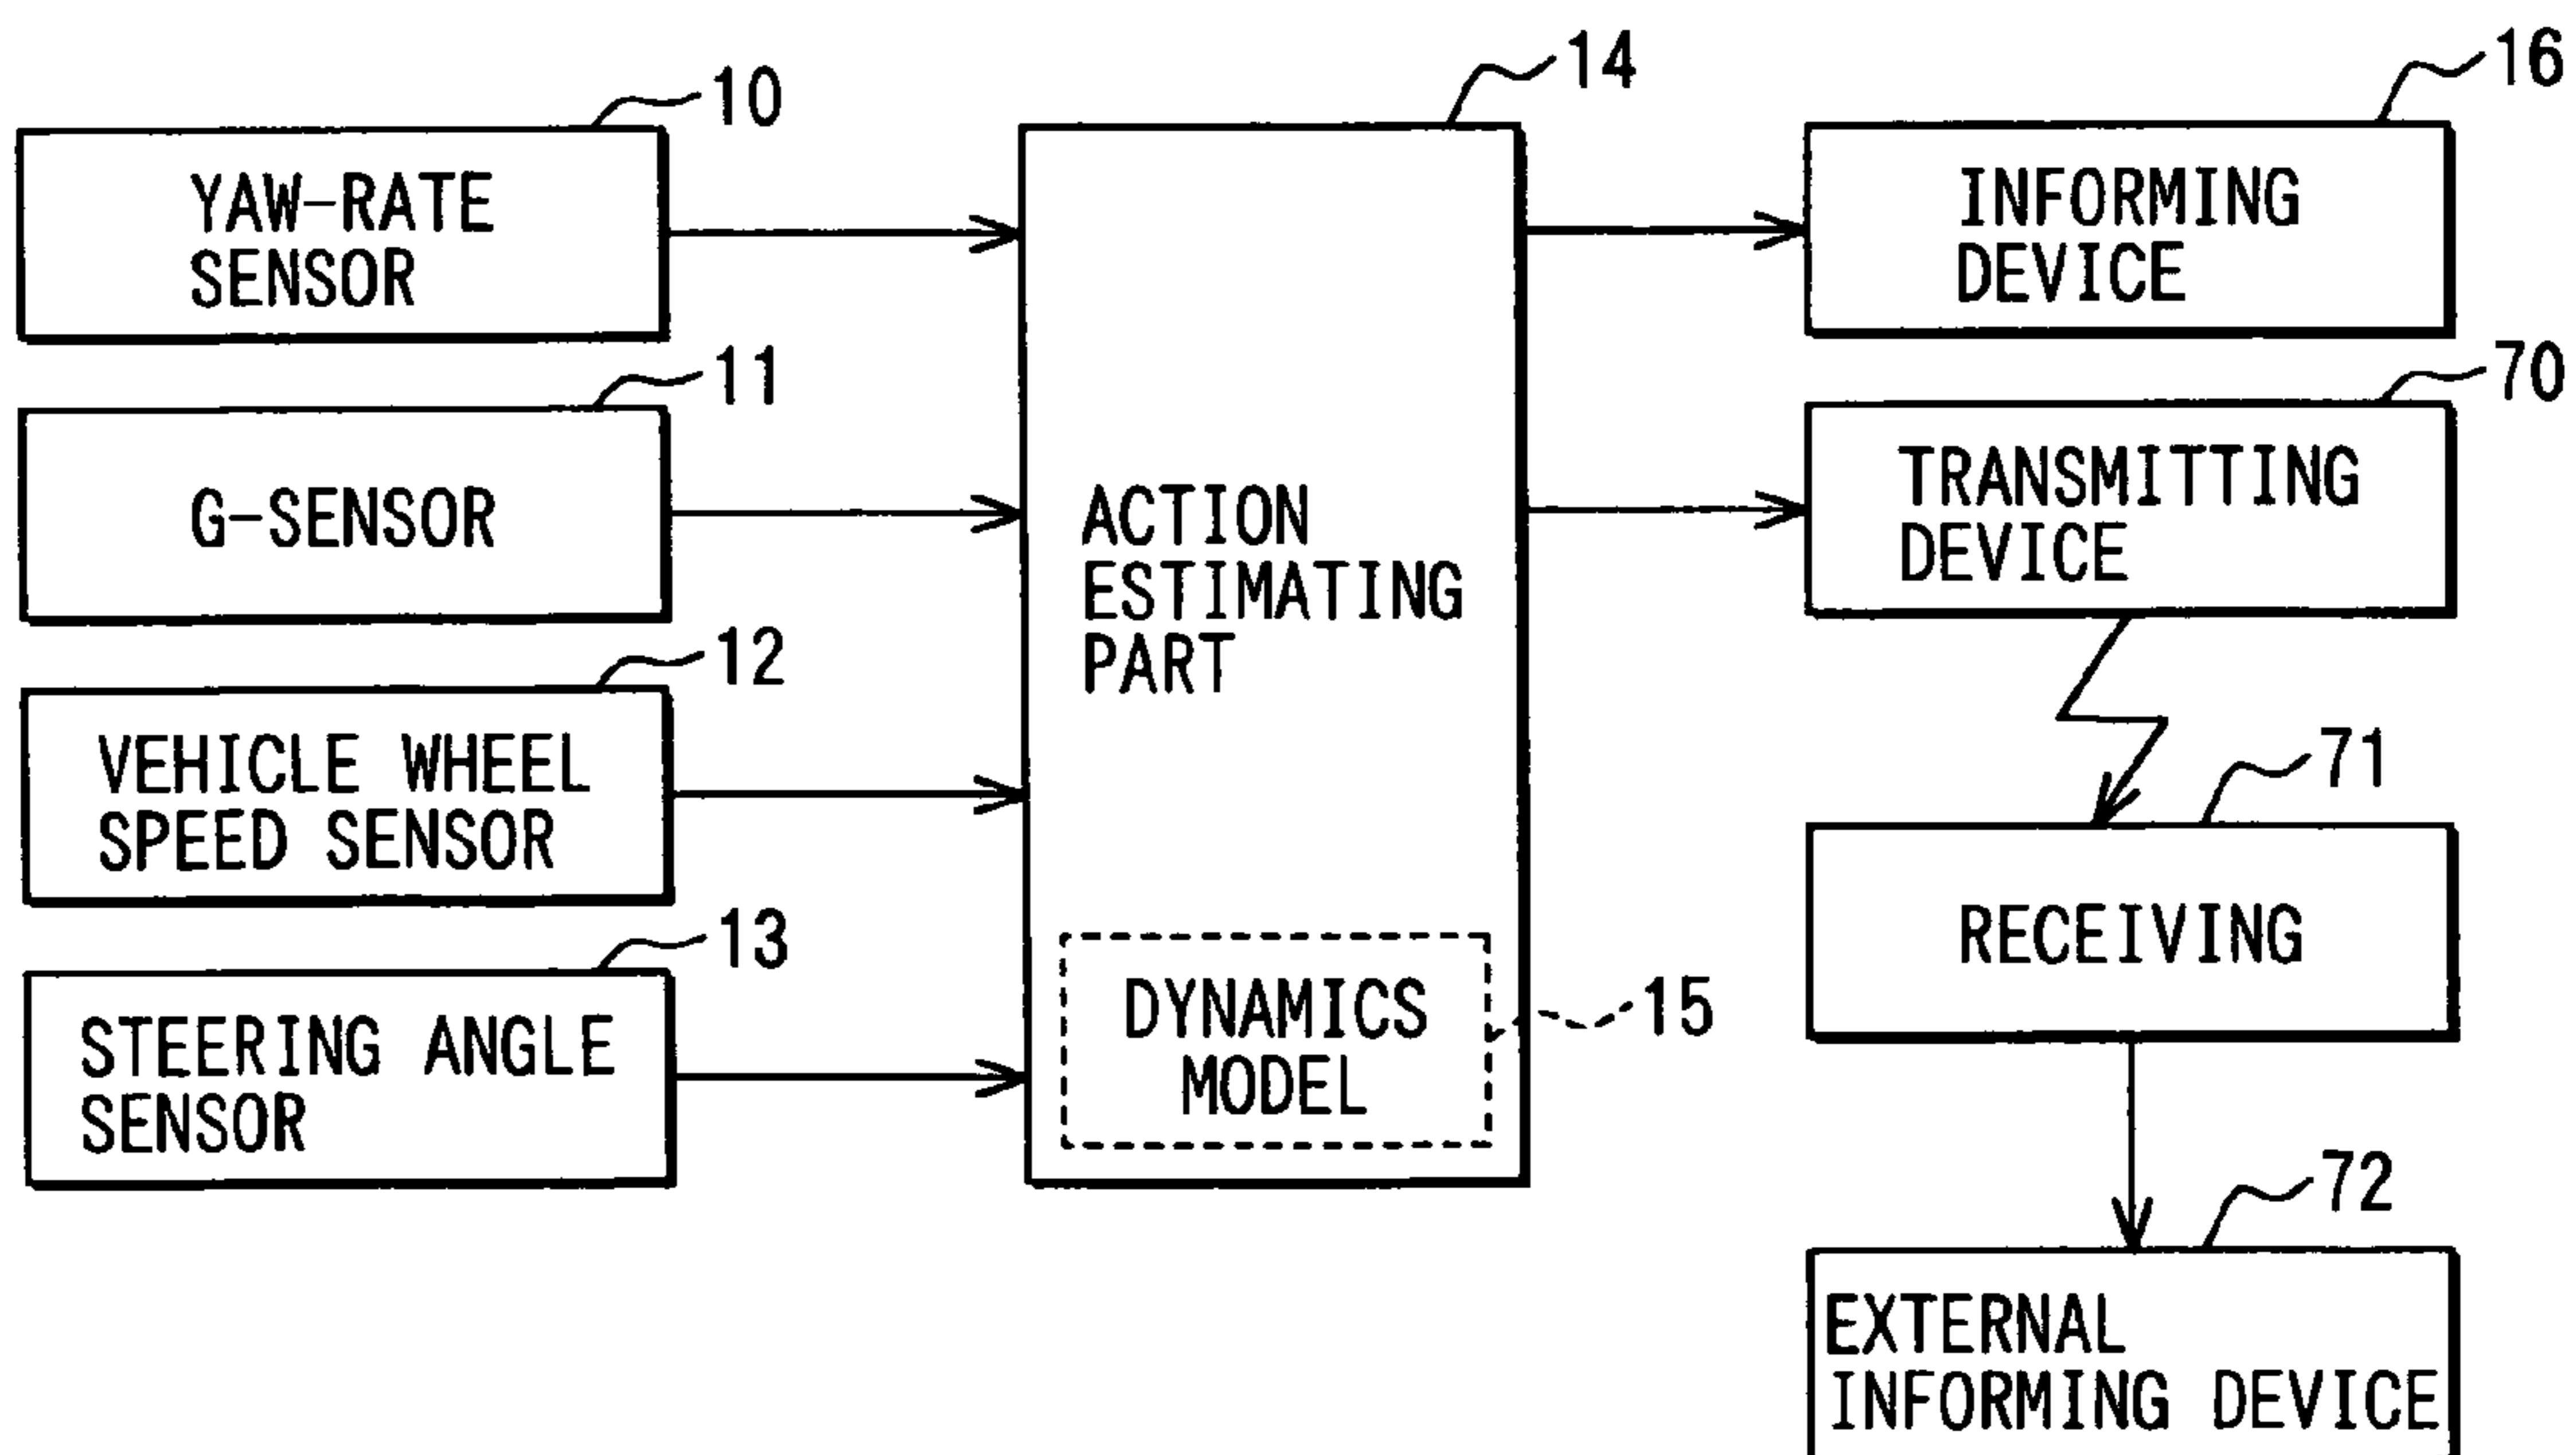 10
YAW-RATE
SENSOR
11
G-SENSOR
12
VEHICLE WHEEL
SPEED SENSOR
13
STEERING ANGLE
SENSOR
14
ACTION
ESTIMATING
PART
DYNAMICS
MODEL
15
16
INFORMING
DEVICE
70
TRANSMITTING
DEVICE
71
RECEIVING
72
EXTERNAL
INFORMING DEVICE